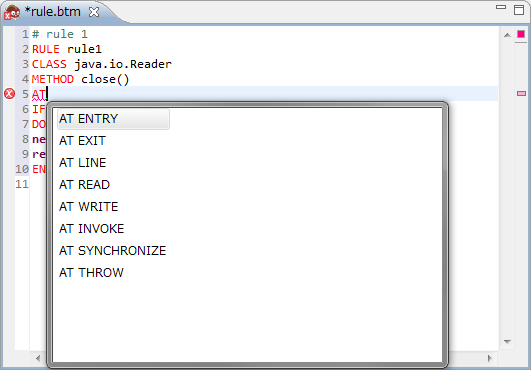 *rule.btm
1 # rule 1
2 RULE rule1
3 CLASS java.io.Reader
4 METHOD close()
5 AT
6 IF
7 DO
8 ne
9 re
10 EN
11
AT ENTRY
AT EXIT
AT LINE
AT READ
AT WRITE
AT INVOKE
AT SYNCHRONIZE
AT THROW